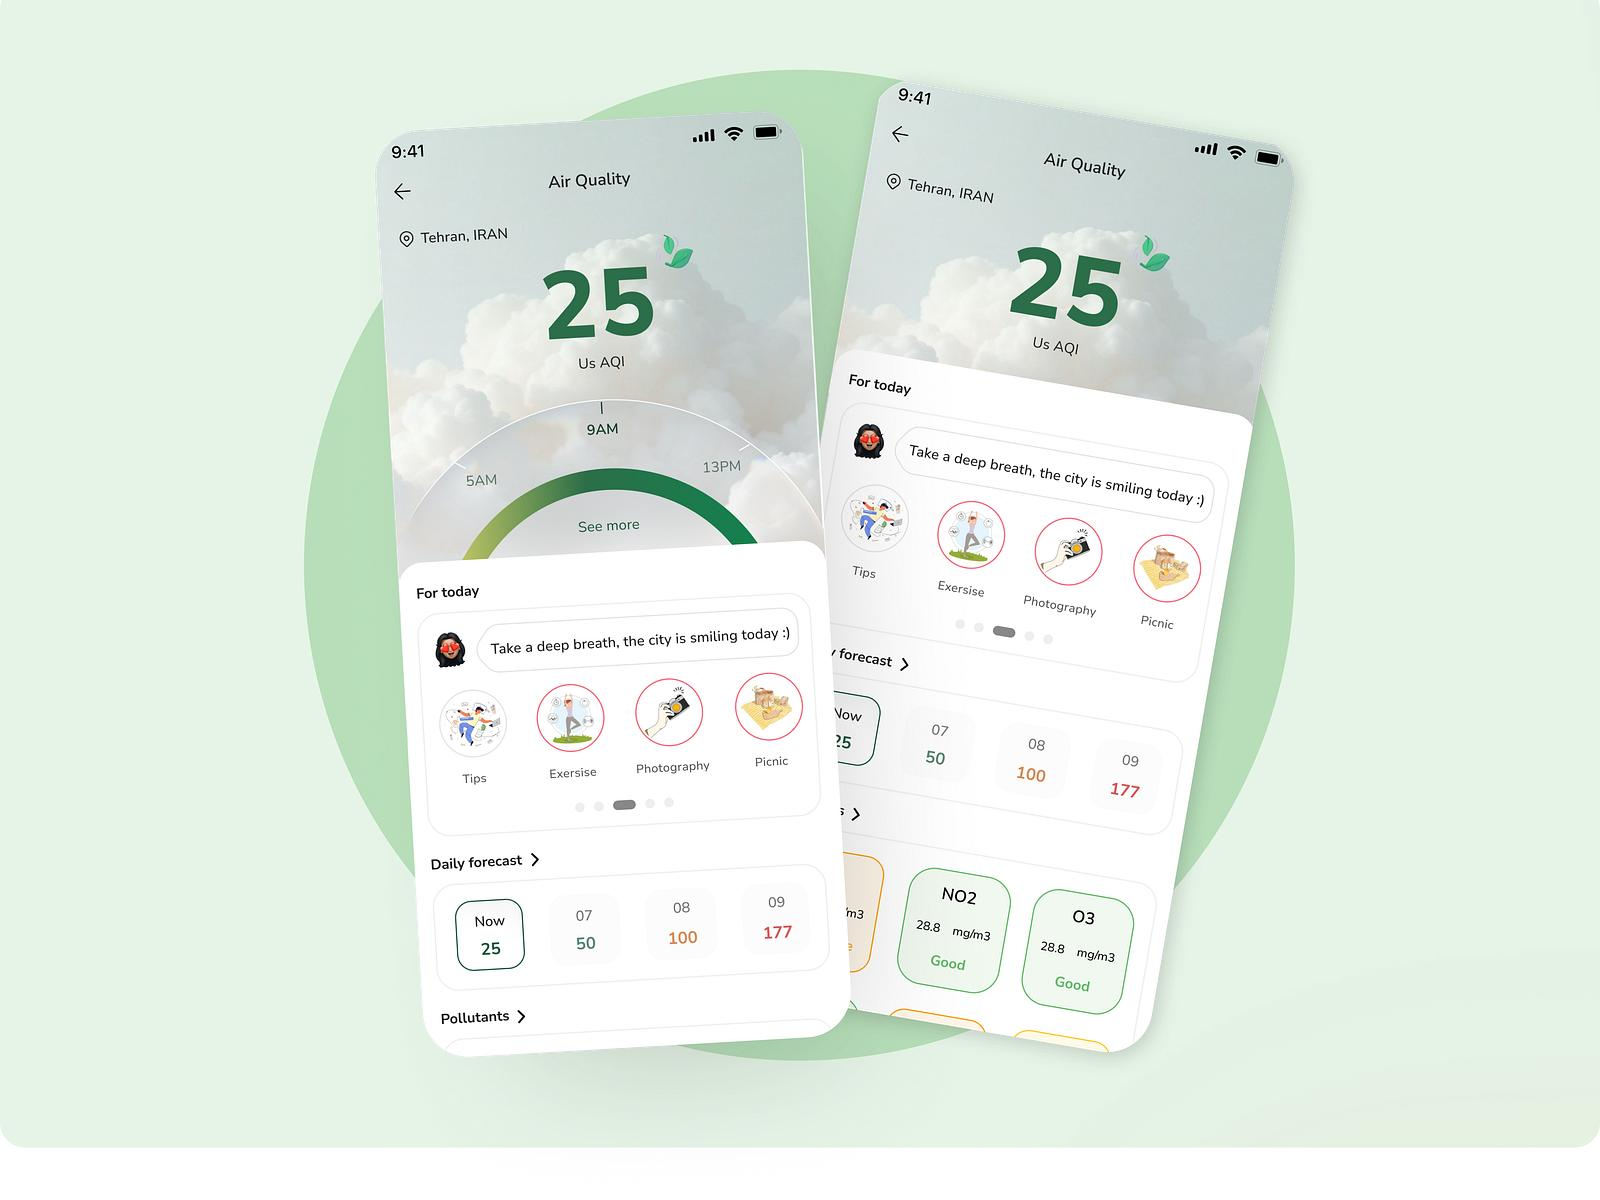 9:41
Air Quality
Tehran, IRAN
25
Us AQI
9AM
5AM
13PM
See more
For today
Take a deep breath, the city is smiling today :)
Tips
Exersise
Photography
Picnic
Daily forecast
Now
07
08
09
25
50
100
177
Pollutants
9:41
Air Quality
Tehran, IRAN
25
Us AQI
For today
Take a deep breath, the city is smiling today :)
Tips
Exersise
Photography
Picnic
forecast
Now
07
08
09
25
50
100
177
NO2
O3
/m3
28.8 mg/m3
28.8 mg/m3
Good
Good